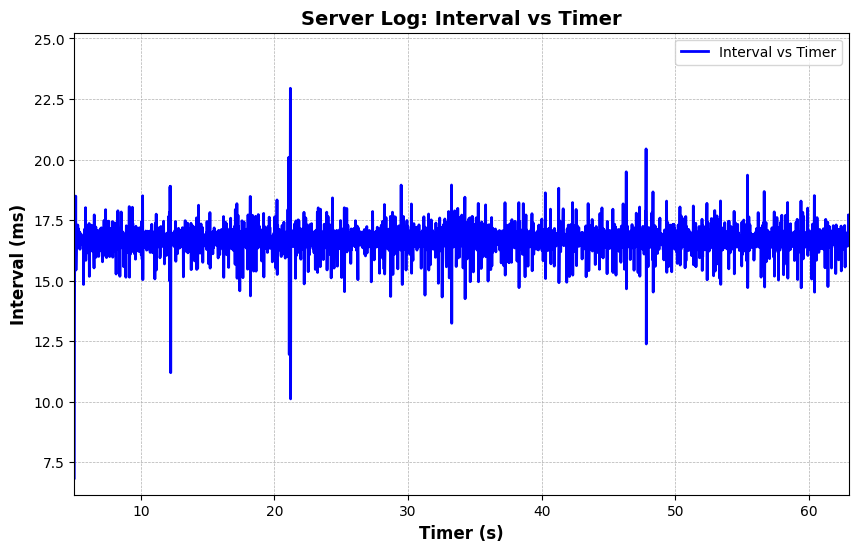 Server Log: Interval vs Timer
Interval vs Timer
25.0
22.5
20.0
17.5
15.0
12.5
10.0
7.5
Interval (ms)
10 20 30 40 50 60
Timer (s)